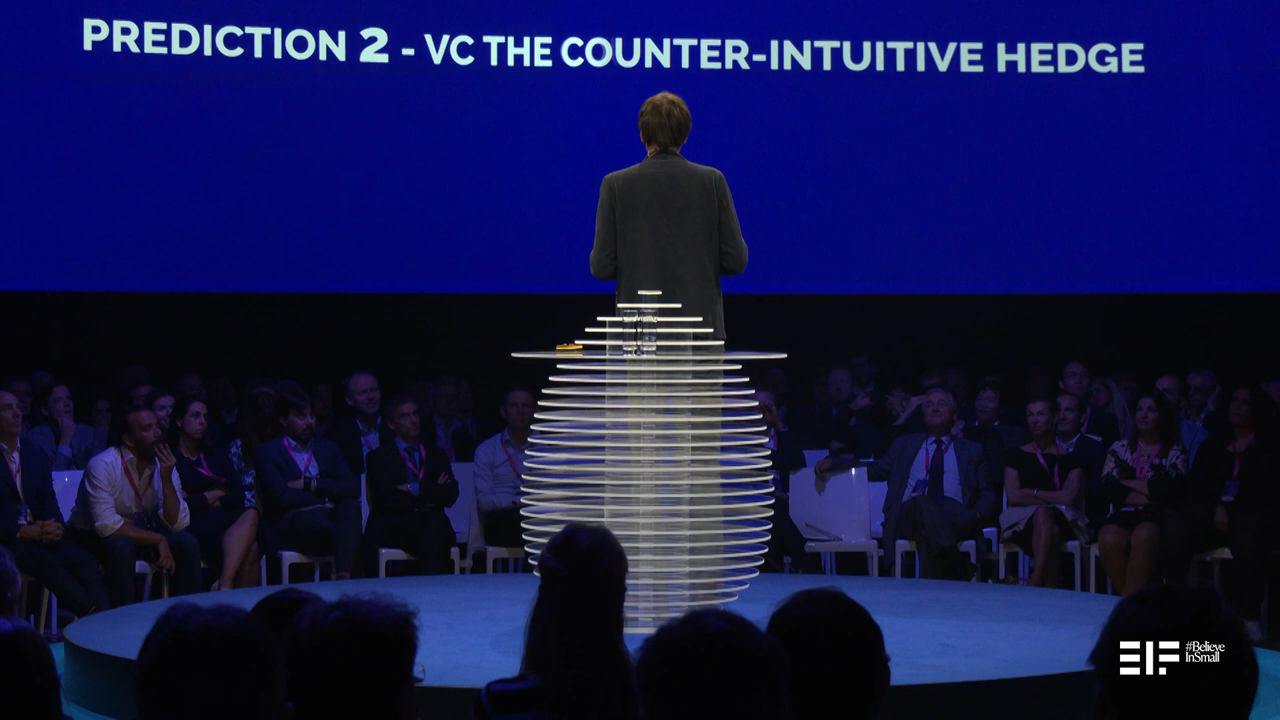 PREDICTION 2 - VC THE COUNTER-INTUITIVE HEDGE
EIF
#Believe
InSmall